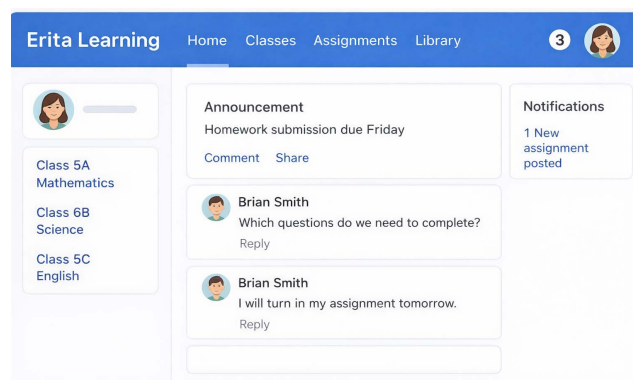 Erita Learning
Home Classes Assignments Library
3
Class 5A
Mathematics
Class 6B
Science
Class 5C
English
Announcement
Homework submission due Friday
Comment Share
Brian Smith
Which questions do we need to complete?
Reply
Brian Smith
I will turn in my assignment tomorrow.
Reply
Notifications
1 New
assignment
posted